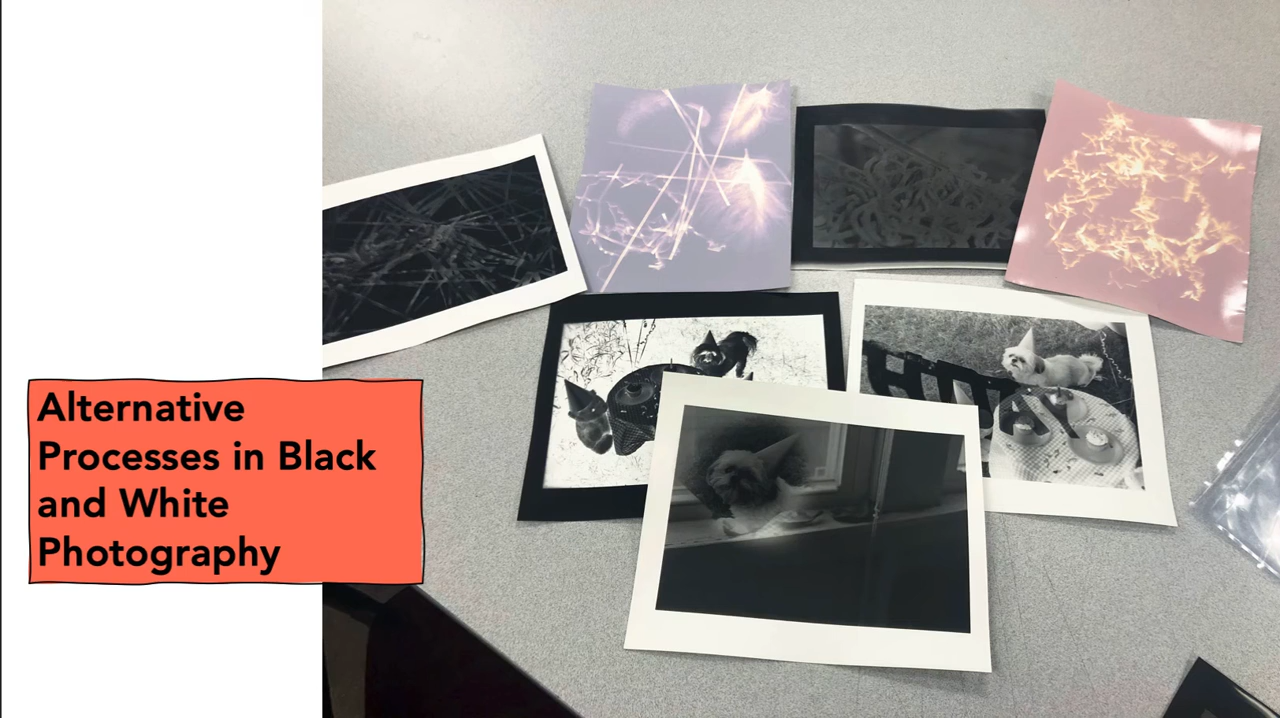 Alternative
Processes in Black
and White
Photography